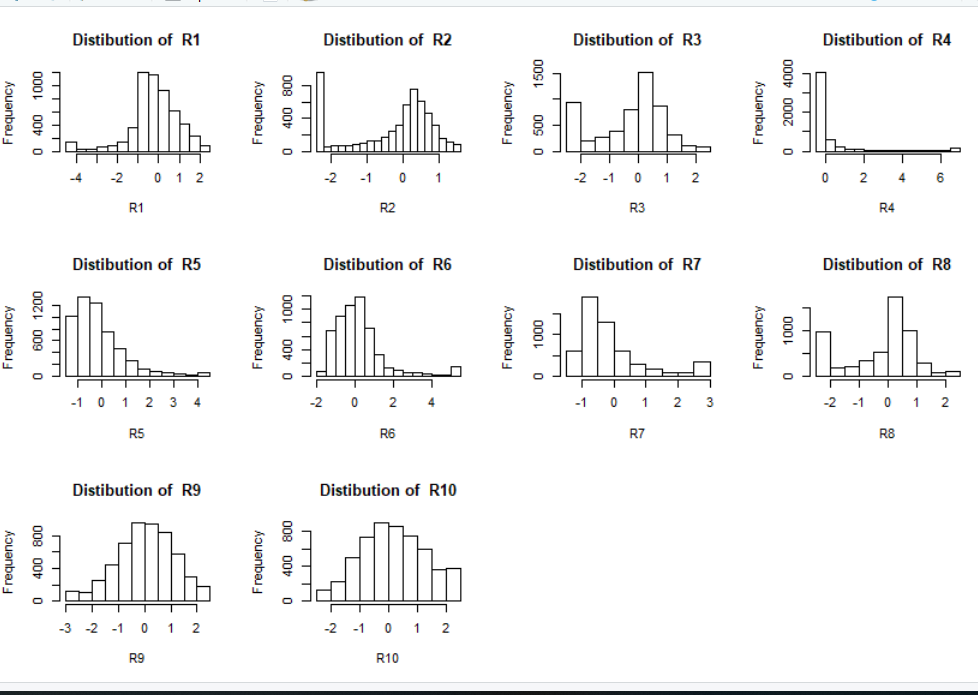 Distibution of R1
Distibution of R2
Distibution of R3
Distibution of R4
Frequency
0 400 1000
-4 -2 0 1 2
R1
Frequency
0 400 800
-2 -1 0 1
R2
Frequency
0 500 1500
-2 -1 0 1 2
R3
Frequency
0 2000 4000
0 2 4 6
R4
Distibution of R5
Distibution of R6
Distibution of R7
Distibution of R8
Frequency
0 600 1200
-1 0 1 2 3 4
R5
Frequency
0 400 1000
-2 0 2 4
R6
Frequency
0 1000
-1 0 1 2 3
R7
Frequency
0 1000
-2 -1 0 1 2
R8
Distibution of R9
Distibution of R10
Frequency
0 400 800
-3 -2 -1 0 1 2
R9
Frequency
0 400 800
-2 -1 0 1 2
R10